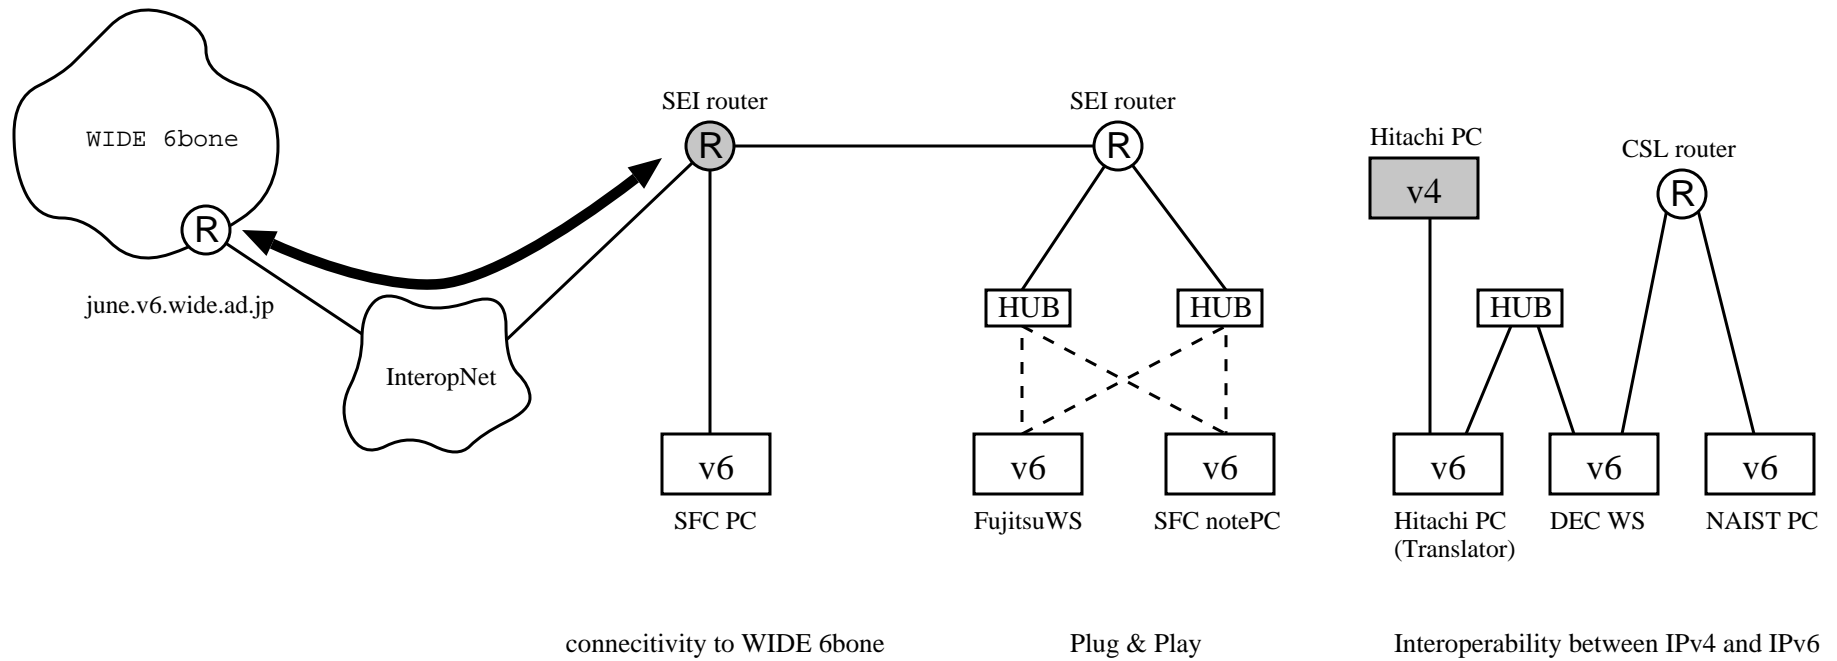 WIDE 6bone
R
june.v6.wide.ad.jp
InteropNet
SEI router
R
v6
SFC PC
SEI router
R
HUB
HUB
v6
v6
FujitsuWS
SFC notePC
Hitachi PC
v4
CSL router
R
HUB
v6
v6
v6
Hitachi PC
(Translator)
DEC WS
NAIST PC
connecitivity to WIDE 6bone
Plug & Play
Interoperability between IPv4 and IPv6